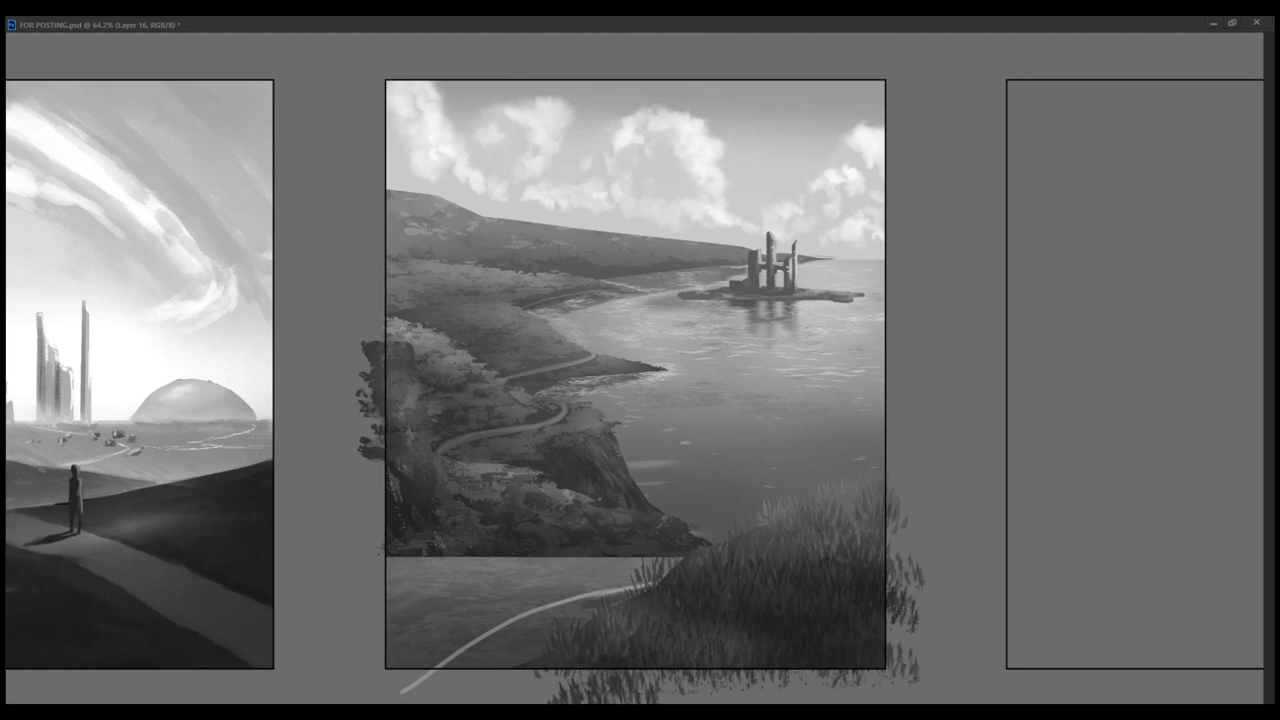 FOR POSTING.psd @ 64.2% (Layer 16, RGB/8) *